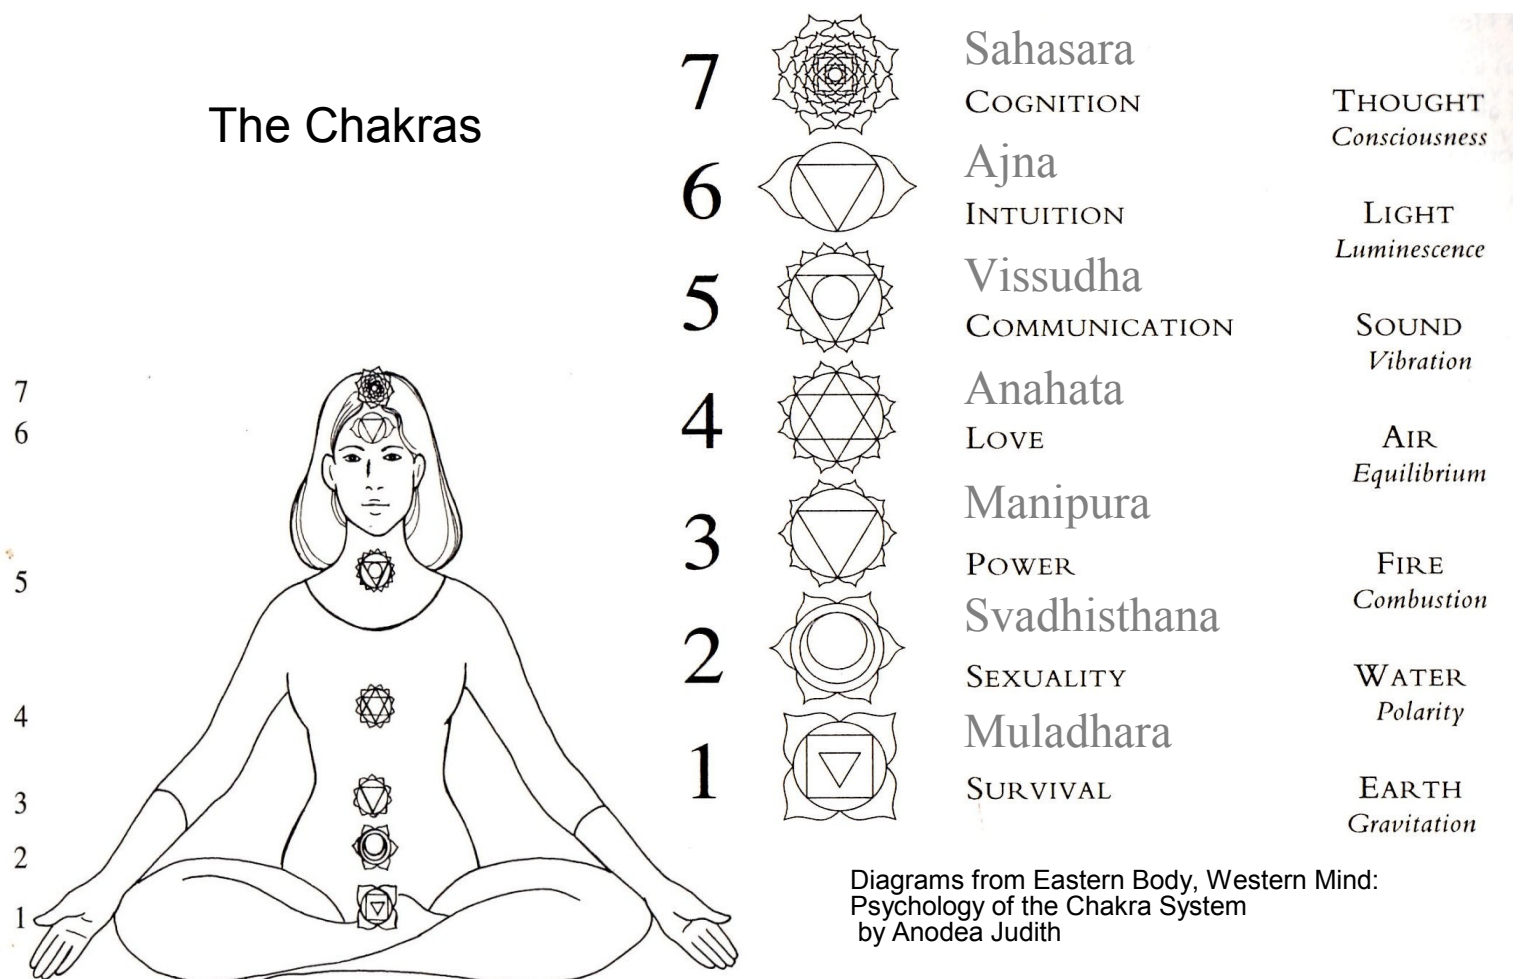 The Chakras
7
Sahasara
COGNITION
THOUGHT
Consciousness
6
Ajna
INTUITION
LIGHT
Luminescence
5
Vissudha
COMMUNICATION
SOUND
Vibration
4
Anahata
LOVE
AIR
Equilibrium
3
Manipura
POWER
FIRE
Combustion
2
Svadhisthana
SEXUALITY
WATER
Polarity
1
Muladhara
SURVIVAL
EARTH
Gravitation
7
6
5
4
3
2
1
Diagrams from Eastern Body, Western Mind:
Psychology of the Chakra System
by Anodea Judith